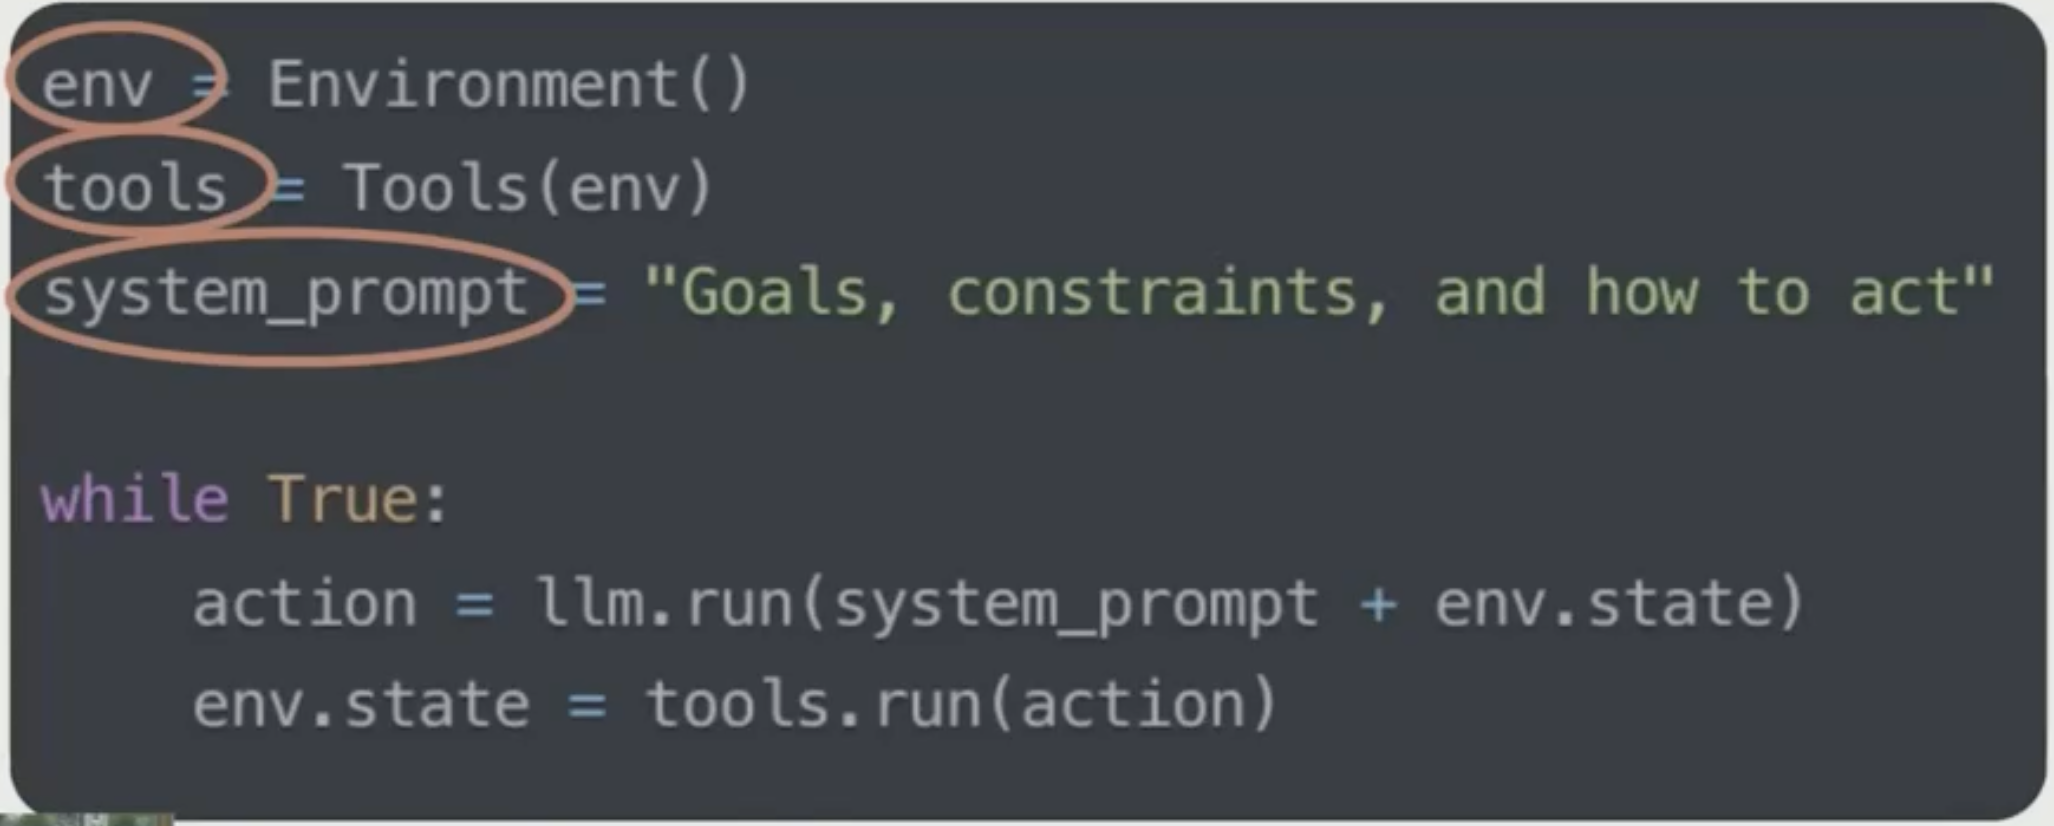 env = Environment()
tools = Tools(env)
system_prompt = "Goals, constraints, and how to act"

while True:
    action = llm.run(system_prompt + env.state)
    env.state = tools.run(action)